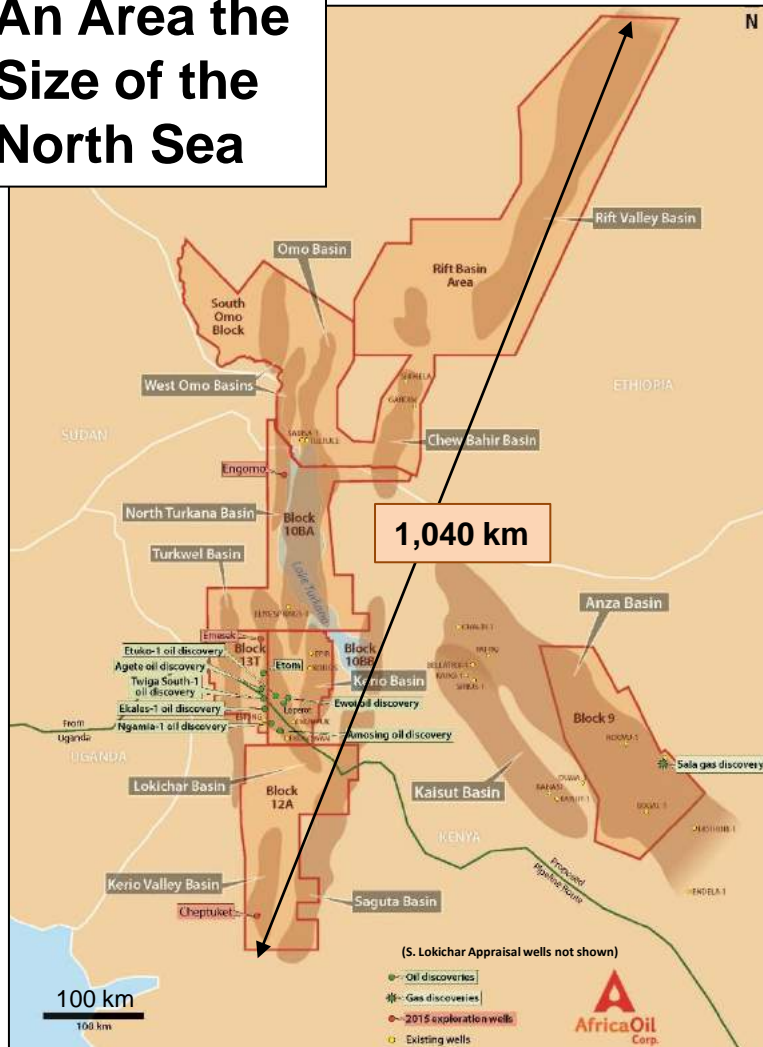 An Area the
Size of the
North Sea
N
Rift Valley Basin
Omo Basin
Rift Basin
Area
South
Omo
Block
West Omo Basins
ETHIOPIA
SUDAN
Chew Bahir Basin
Engomo
North Turkana Basin
Block
10BA
1,040 km
Turkwel Basin
Lake Turkana
Anza Basin
Emesek
Etuko-1 oil discovery
Block
13T
Etom
Block
10BB
Agete oil discovery
Kerio Basin
Twiga South-1
oil discovery
Ewoi oil discovery
Ekales-1 oil discovery
Block 9
From
Uganda
Ngamia-1 oil discovery
Amosing oil discovery
UGANDA
Sala gas discovery
Lokichar Basin
Block
12A
Kaisut Basin
KENYA
Proposed
Pipeline Route
Kerio Valley Basin
Saguta Basin
Cheptuket
(S. Lokichar Appraisal wells not shown)
Oil discoveries
Gas discoveries
2015 exploration wells
Existing wells
100 km
100 km
AfricaOil
Corp.